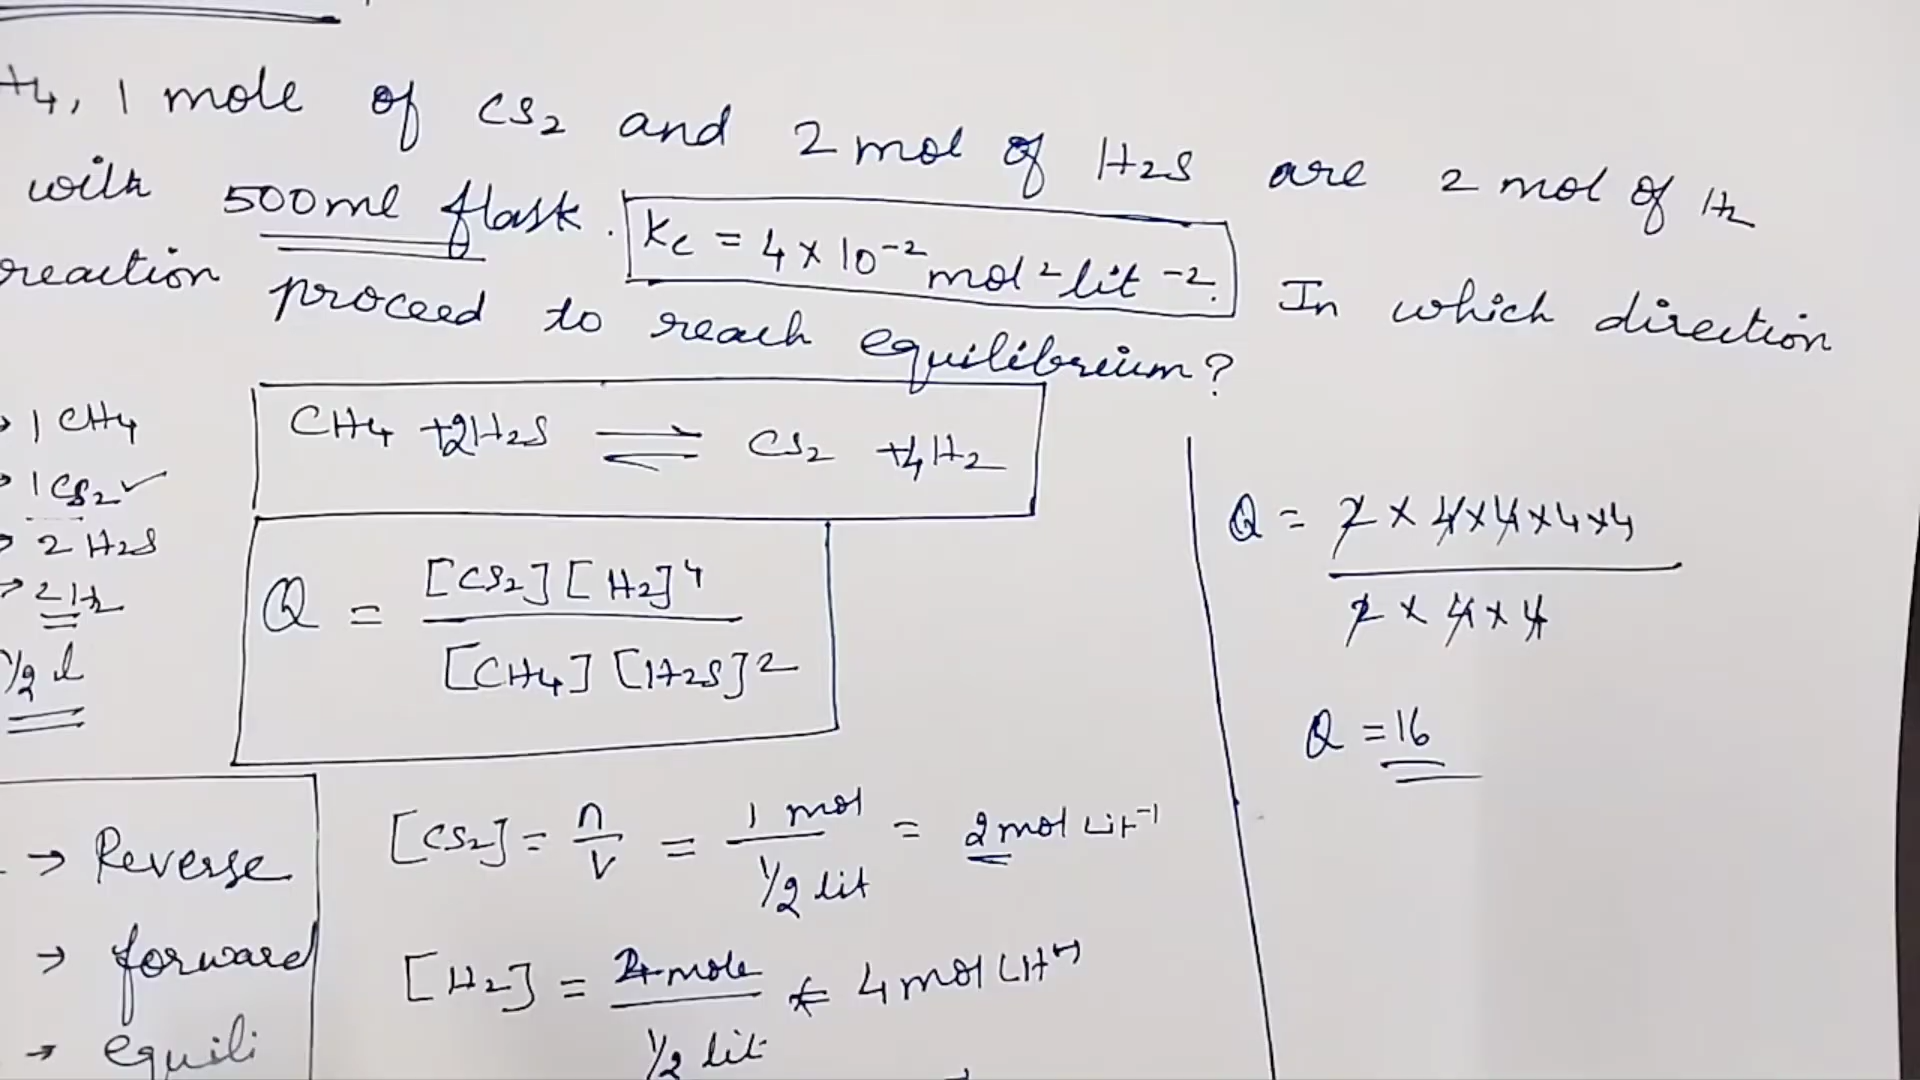 H4, 1 mole of CS2 and 2 mol of H2S are 2 mol of H2
with 500ml flask. Kc = 4 × 10⁻² mol² lit⁻². In which direction
reaction proceed to reach equilibrium?
→ 1 CH4
→ 1 CS2 ✓
→ 2 H2S
→ 2 H2
1/2 l
CH4 + 2H2S ⇌ CS2 + 4H2
Q = [CS2] [H2]⁴ / [CH4] [H2S]²
→ Reverse
→ forward
→ equili
[CS2] = n/V = 1 mol / 1/2 lit = 2 mol Lit⁻¹
[H2] = 2 mole / 1/2 lit = 4 mol Lit⁻¹
Q = 2 × 4 × 4 × 4 × 4 / 2 × 4 × 4
Q = 16